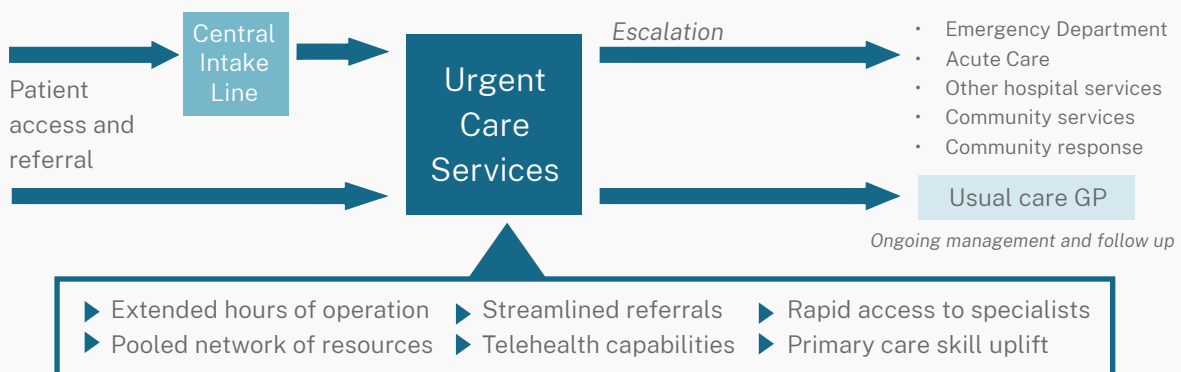 Patient
access and
referral
Central
Intake
Line
Urgent
Care
Services
Escalation
• Emergency Department
• Acute Care
• Other hospital services
• Community services
• Community response
Usual care GP
Ongoing management and follow up
Extended hours of operation
Pooled network of resources
Streamlined referrals
Telehealth capabilities
Rapid access to specialists
Primary care skill uplift